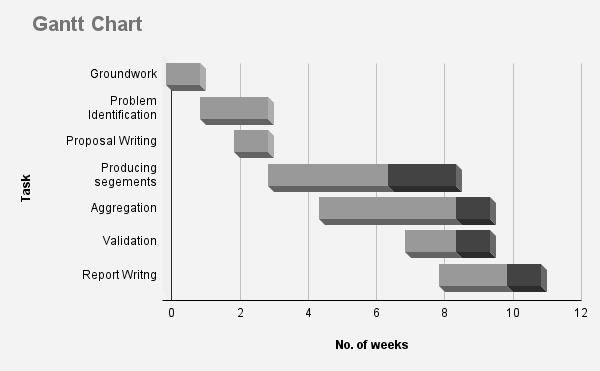 Gantt Chart
Groundwork
Problem
Identification
Proposal Writing
Producing
segements
Aggregation
Validation
Report Writng
Task
0 2 4 6 8 10 12
No. of weeks